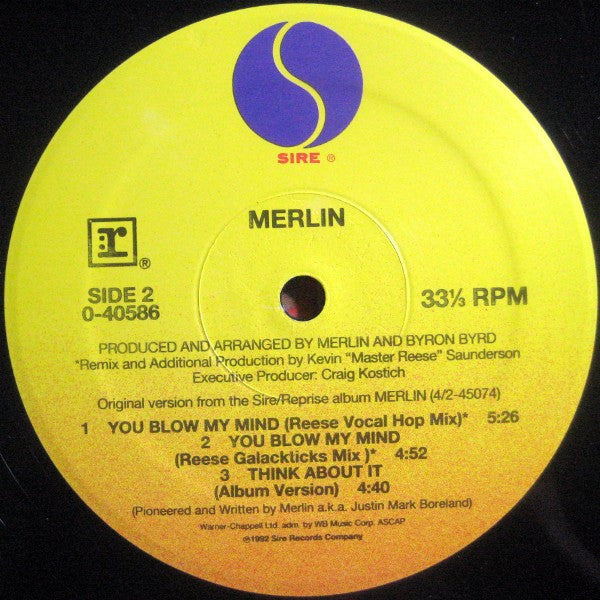 SIRE ®
MERLIN
r ®
SIDE 2
0-40586
33⅓ RPM
PRODUCED AND ARRANGED BY MERLIN AND BYRON BYRD
*Remix and Additional Production by Kevin "Master Reese" Saunderson
Executive Producer: Craig Kostich
Original version from the Sire/Reprise album MERLIN (4/2-45074)
1 YOU BLOW MY MIND (Reese Vocal Hop Mix)* 5:26
2 YOU BLOW MY MIND
(Reese Galackticks Mix )* 4:52
3 THINK ABOUT IT
(Album Version) 4:40
(Pioneered and Written by Merlin a.k.a. Justin Mark Boreland)
Warner-Chappell Ltd. adm. by WB Music Corp. ASCAP
℗1992 Sire Records Company